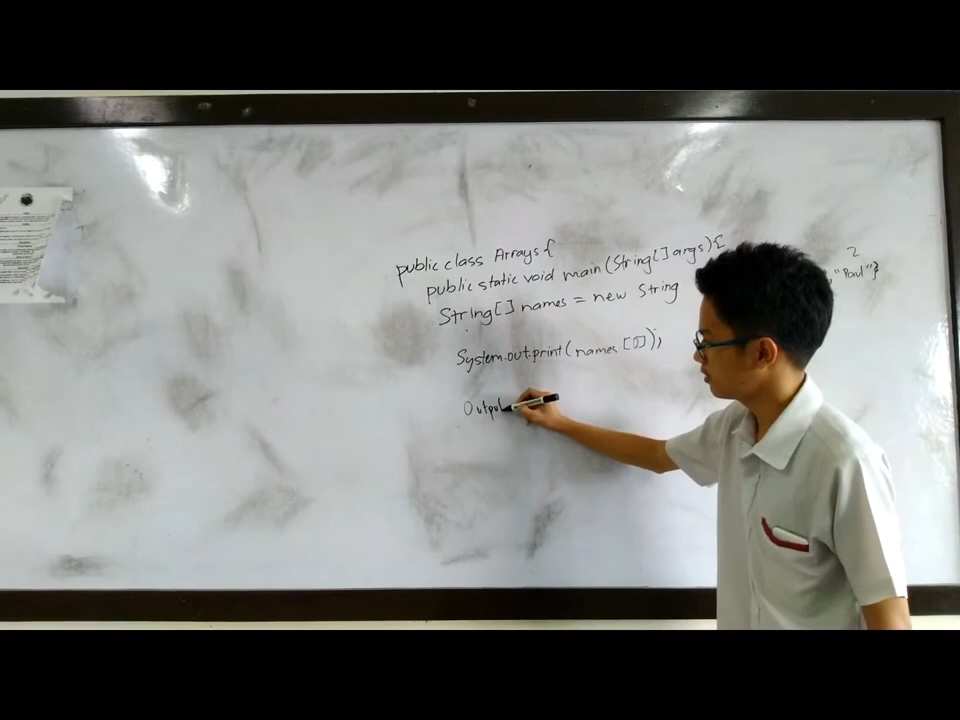 public class Arrays{
public static void main(String[] args){
2
String[] names = new String , "Paul"}
System.out.print(names [0]);
Output